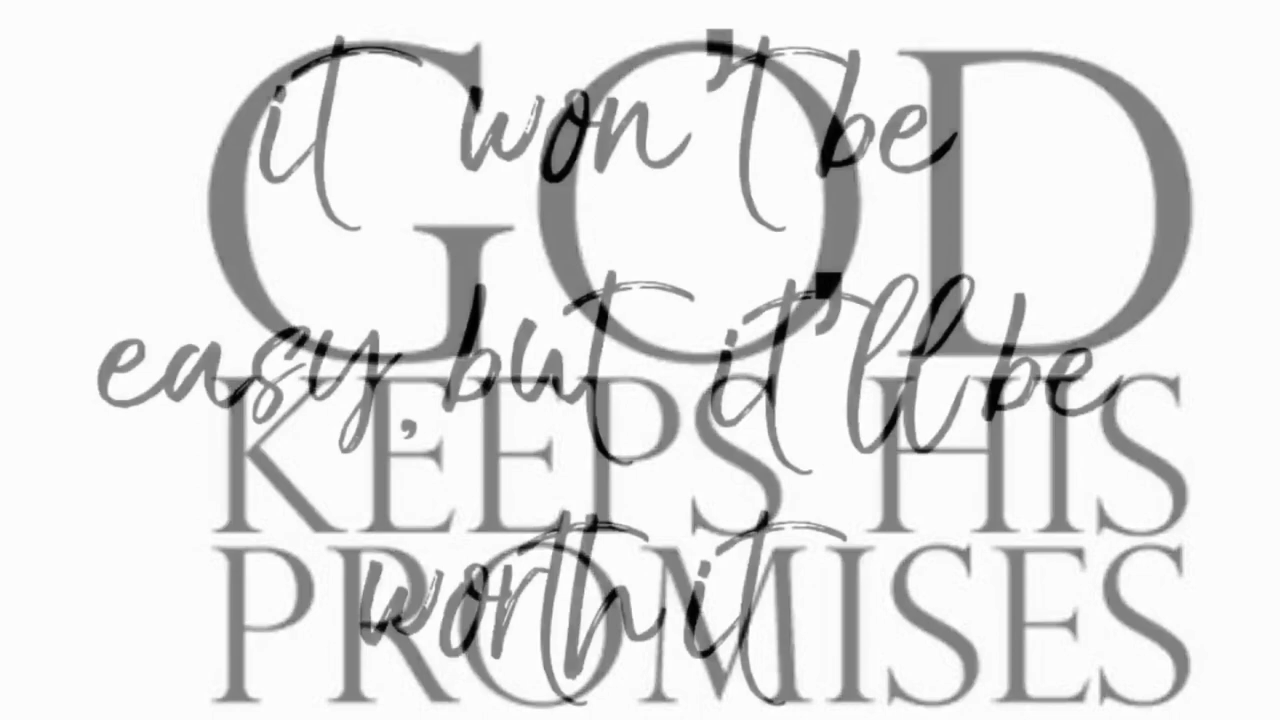 it won't be
easy, but it'll be
worth it
GOD
KEEPS HIS
PROMISES